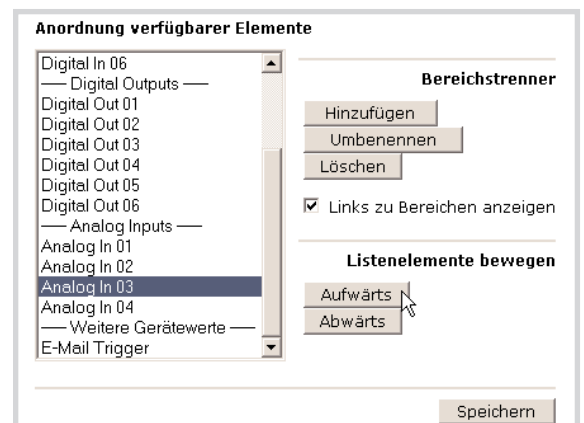 Anordnung verfügbarer Elemente
Digital In 06
── Digital Outputs ──
Digital Out 01
Digital Out 02
Digital Out 03
Digital Out 04
Digital Out 05
Digital Out 06
── Analog Inputs ──
Analog In 01
Analog In 02
Analog In 03
Analog In 04
── Weitere Gerätewerte ──
E-Mail Trigger
Bereichstrenner
Hinzufügen
Umbenennen
Löschen
Links zu Bereichen anzeigen
Listenelemente bewegen
Aufwärts
Abwärts
Speichern